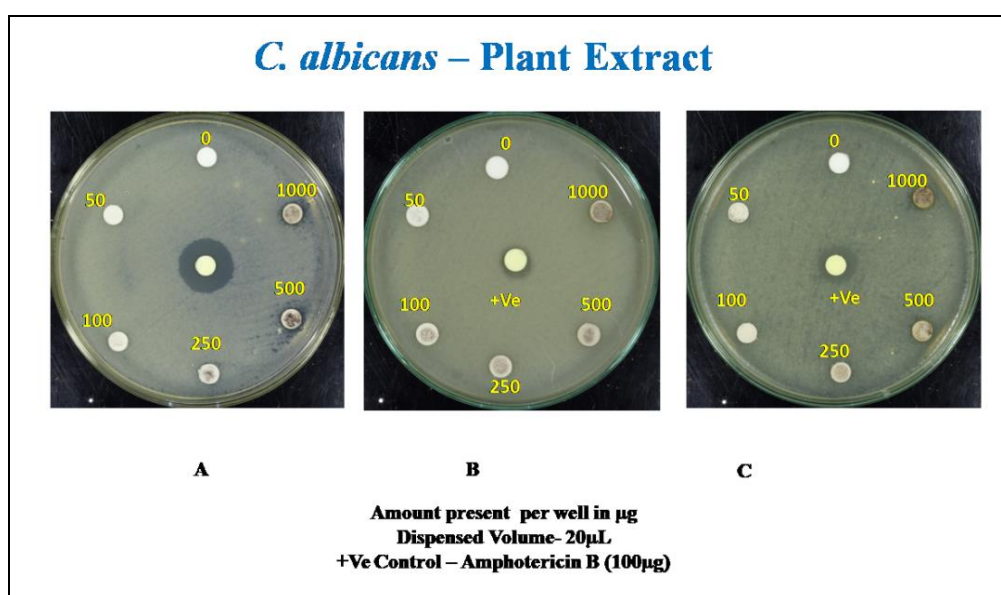 C. albicans – Plant Extract
0
50
1000
100
500
250
0
50
1000
+Ve
100
500
250
0
50
1000
+Ve
100
500
250
A
B
C
Amount present per well in µg
Dispensed Volume- 20µL
+Ve Control – Amphotericin B (100µg)